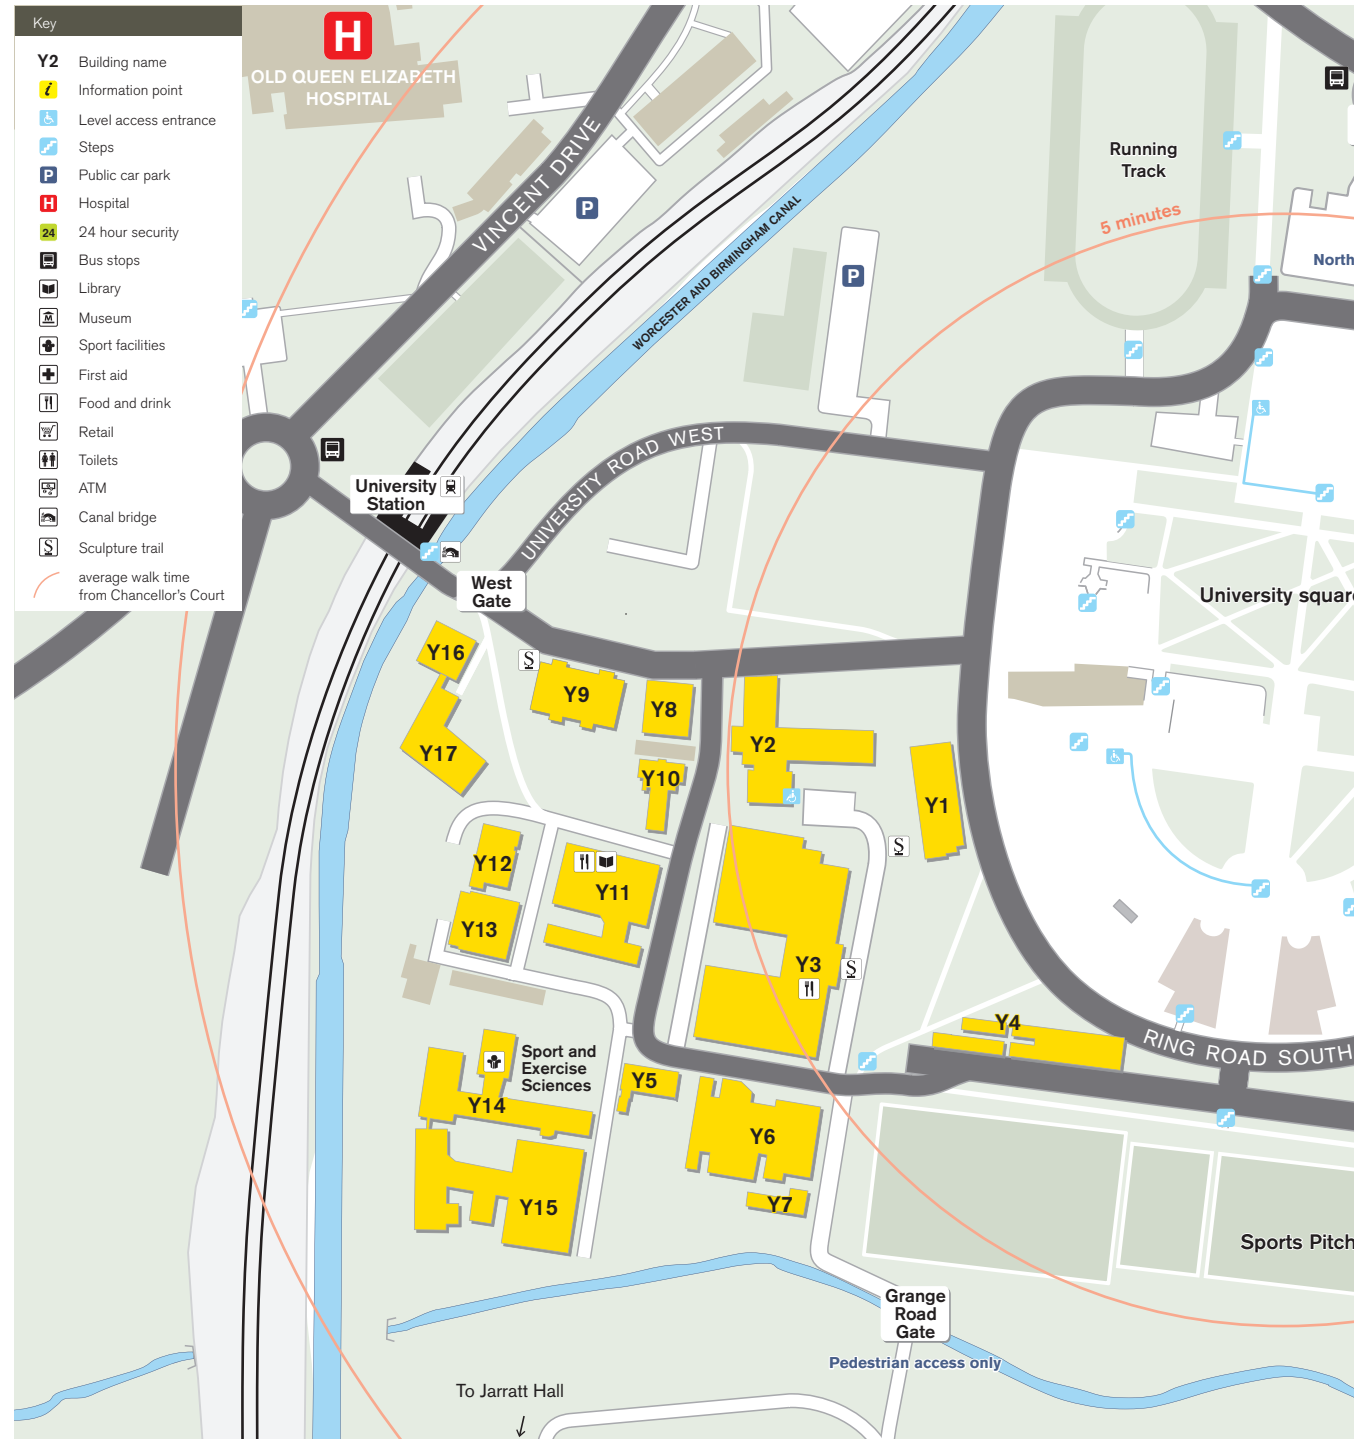 Key
Y2 Building name
i Information point
Level access entrance
Steps
P Public car park
H Hospital
24 24 hour security
Bus stops
Library
M Museum
Sport facilities
First aid
Food and drink
Retail
Toilets
ATM
Canal bridge
S Sculpture trail
average walk time
from Chancellor's Court
H
OLD QUEEN ELIZABETH
HOSPITAL
VINCENT DRIVE
P
WORCESTER AND BIRMINGHAM CANAL
P
Running
Track
5 minutes
North
UNIVERSITY ROAD WEST
University
Station
West
Gate
University square
Y16
S
Y9
Y8
Y17
Y2
Y10
Y1
S
Y12
Y11
Y13
Y3
S
Y4
RING ROAD SOUTH
Sport and
Exercise
Sciences
Y14
Y5
Y6
Y15
Y7
Sports Pitch
Grange
Road
Gate
Pedestrian access only
To Jarratt Hall